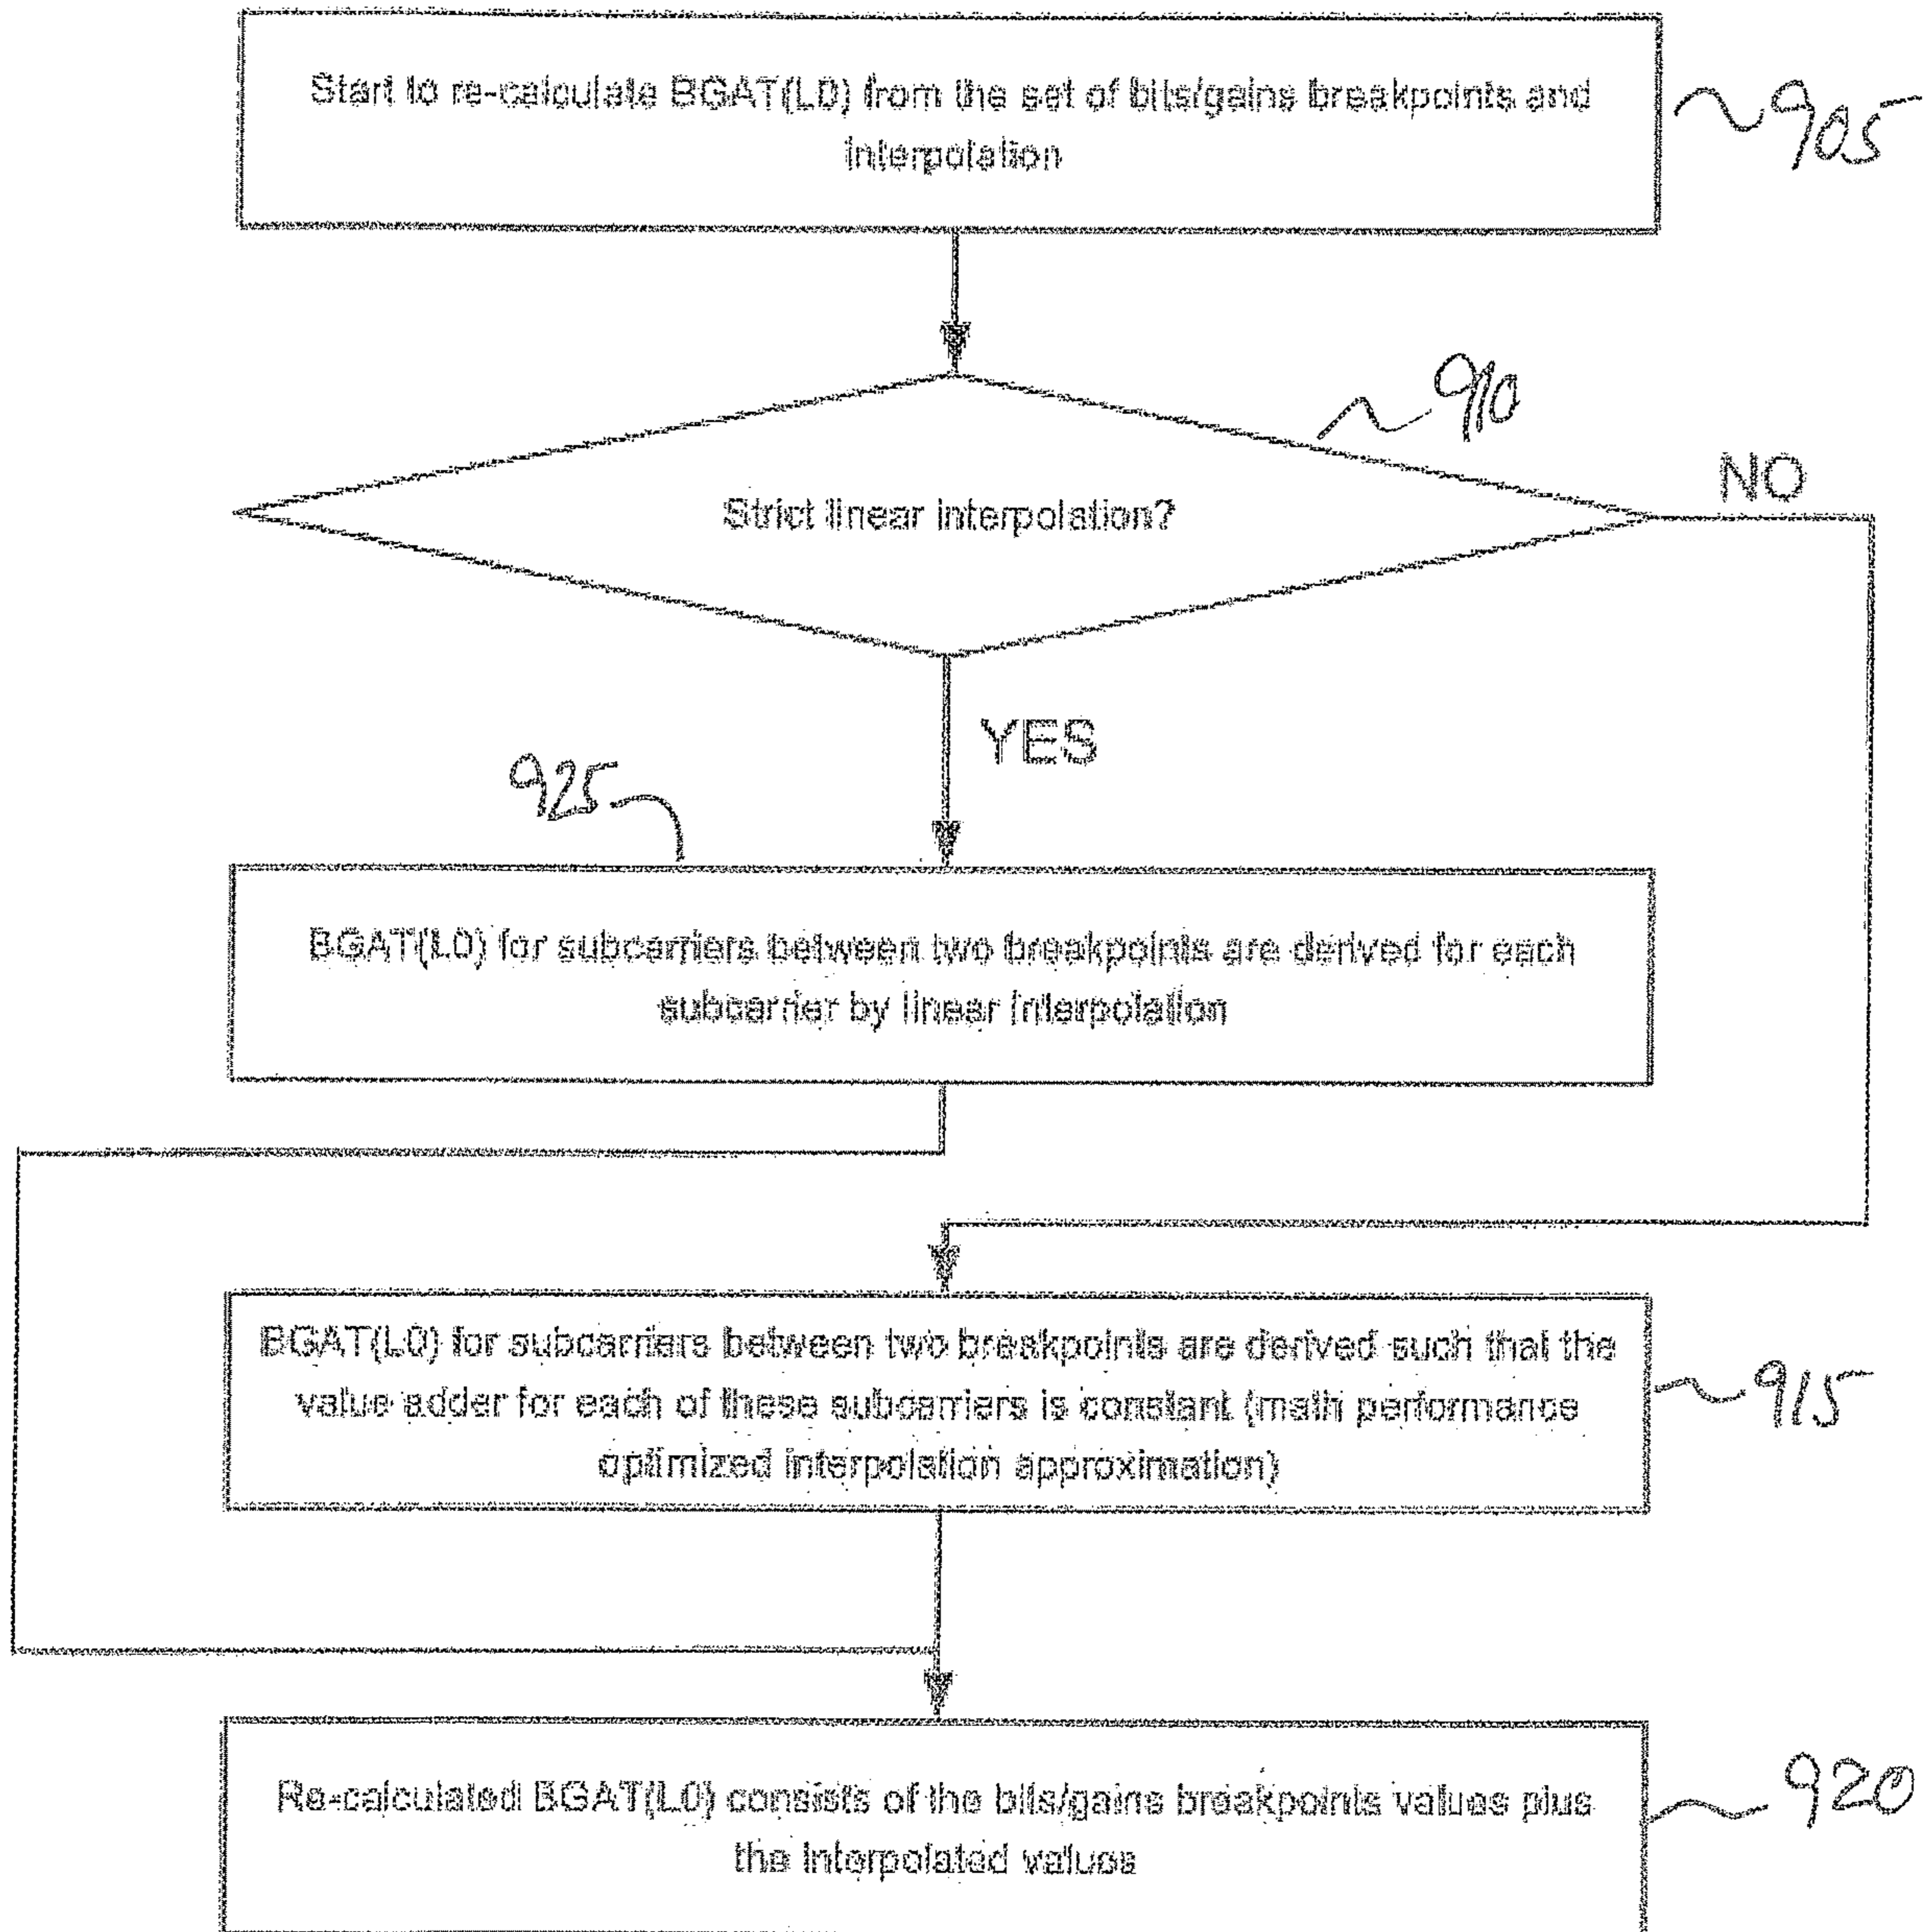 Start to re-calculate BGAT(L0) from the set of bits/gains breakpoints and
interpolation
905
910
NO
Strict linear interpolation?
YES
925
BGAT(L0) for subcarriers between two breakpoints are derived for each
subcarrier by linear interpolation
BGAT(L0) for subcarriers between two breakpoints are derived such that the
value adder for each of these subcarriers is constant (math performance
optimized interpolation approximation)
915
Re-calculated BGAT(L0) consists of the bits/gains breakpoints values plus
the interpolated values
920